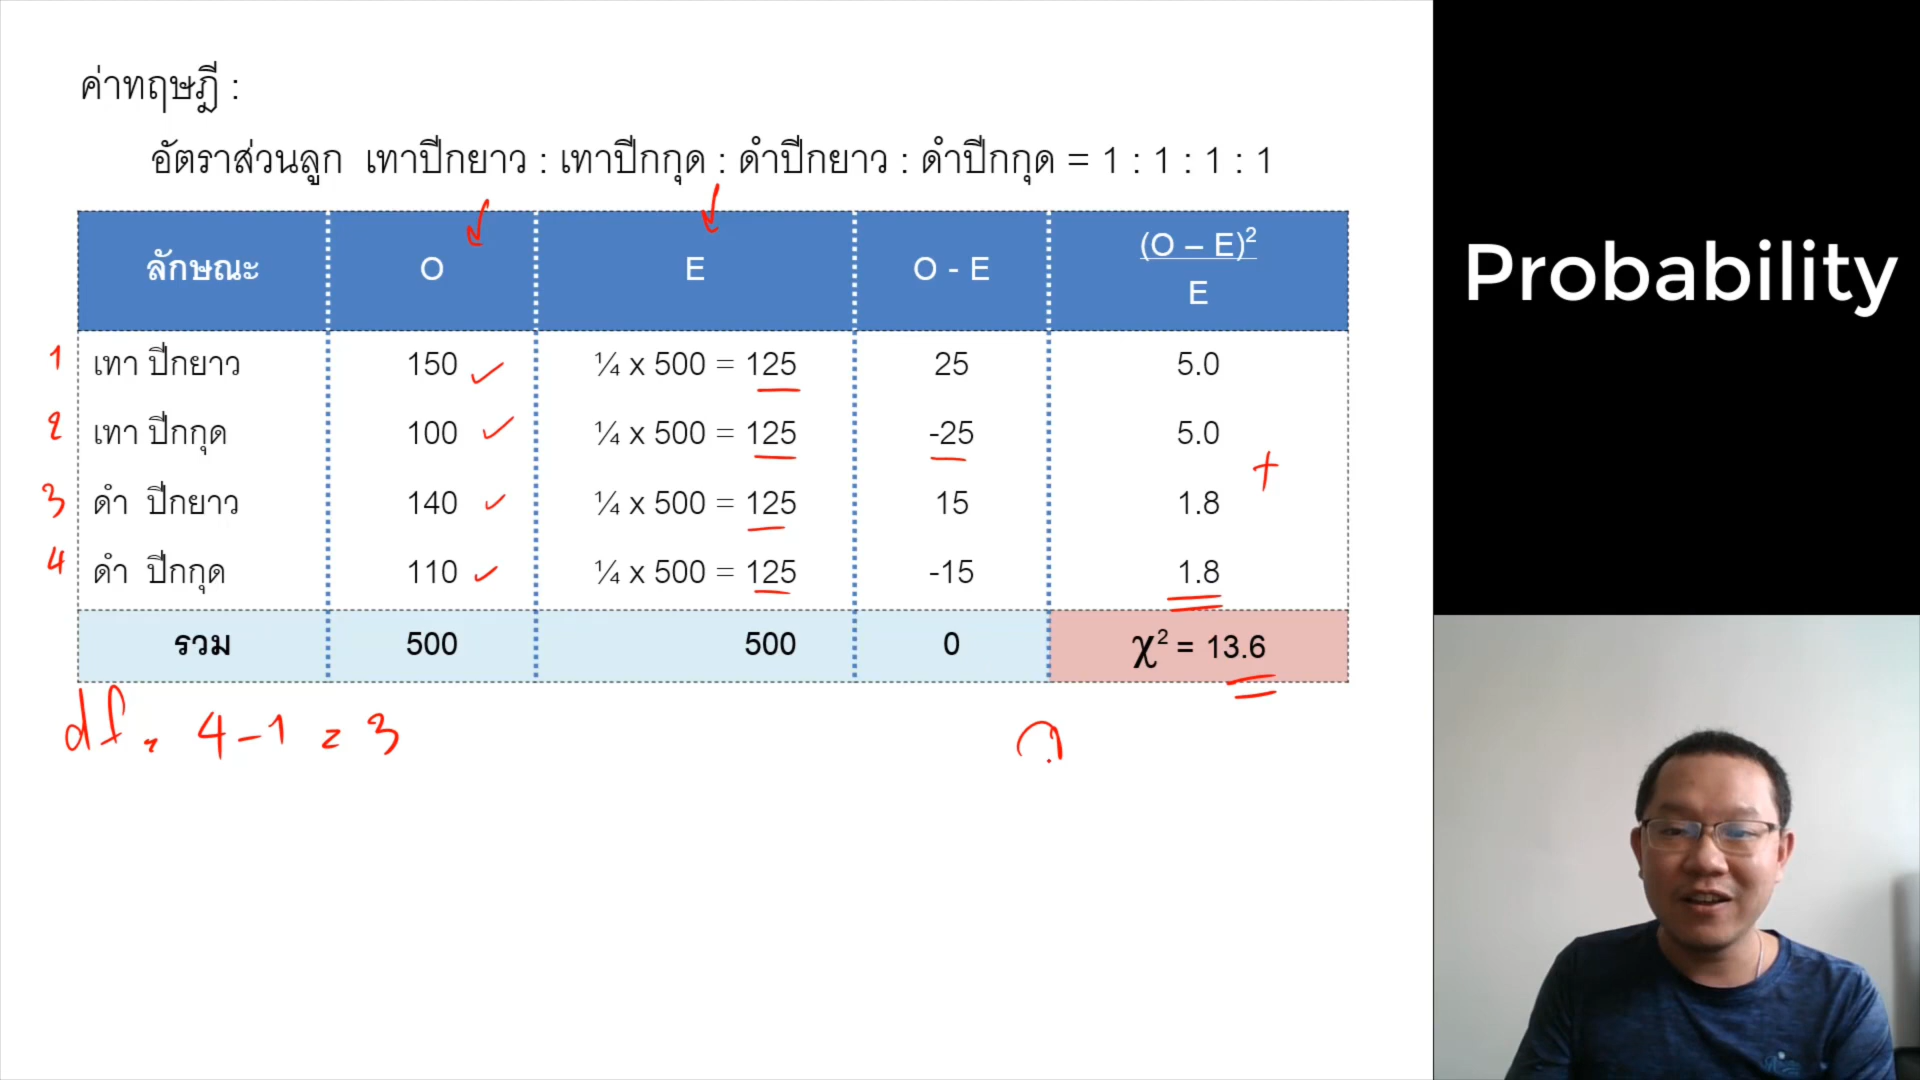 ค่าทฤษฎี :
อัตราส่วนลูก เทาปีกยาว : เทาปีกกุด : ดำปีกยาว : ดำปีกกุด = 1 : 1 : 1 : 1
ลักษณะ O E O - E (O – E)² E
1 เทา ปีกยาว 150 ¼ x 500 = 125 25 5.0
2 เทา ปีกกุด 100 ¼ x 500 = 125 -25 5.0
+
3 ดำ ปีกยาว 140 ¼ x 500 = 125 15 1.8
4 ดำ ปีกกุด 110 ¼ x 500 = 125 -15 1.8
รวม 500 500 0 χ² = 13.6
df = 4 - 1 = 3
Probability